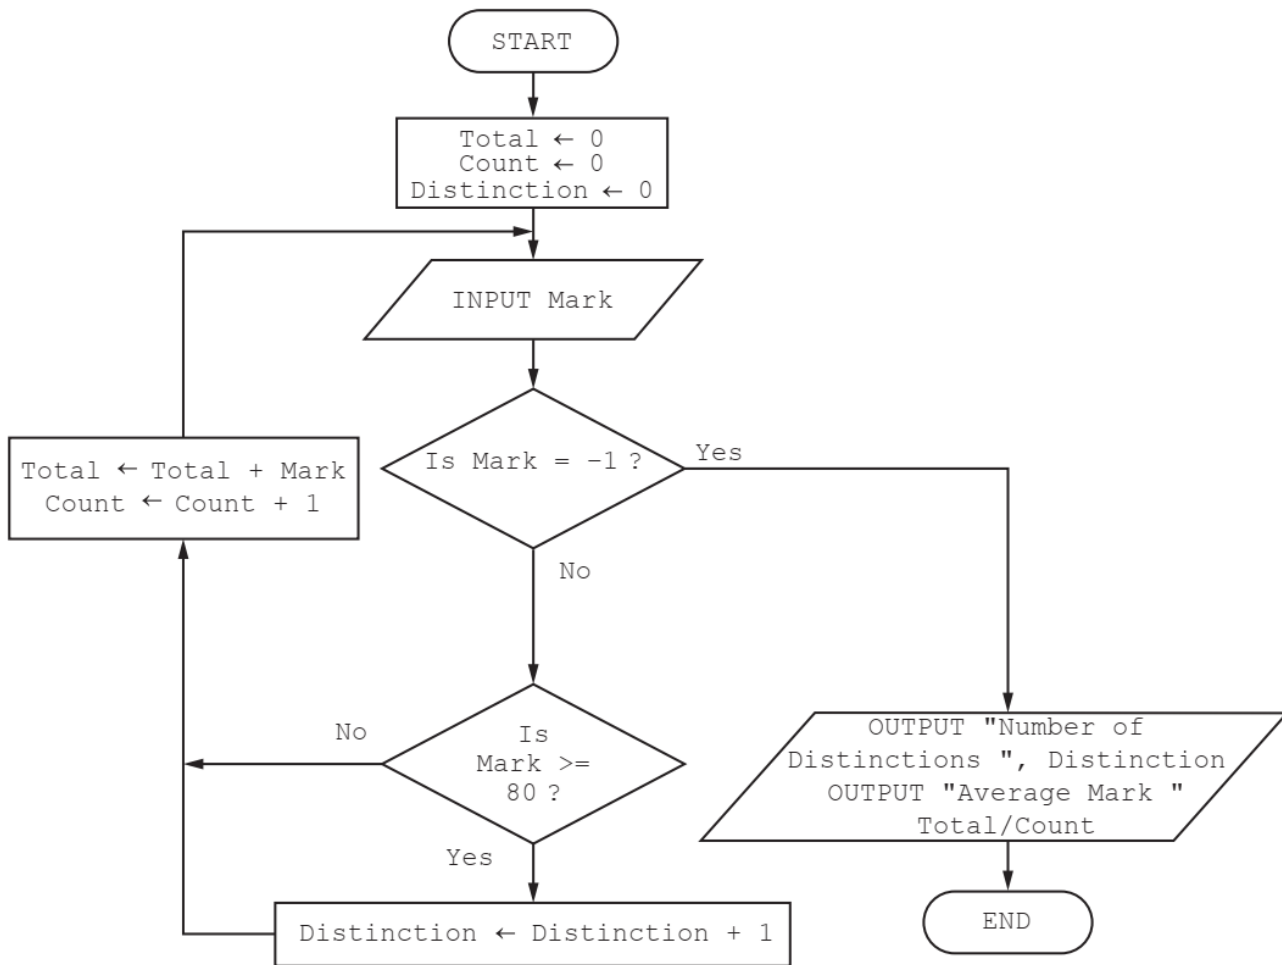 START
Total ← 0
Count ← 0
Distinction ← 0
INPUT Mark
Is Mark = -1 ?
Yes
No
Total ← Total + Mark
Count ← Count + 1
Is
Mark >=
80 ?
No
Yes
Distinction ← Distinction + 1
OUTPUT "Number of
Distinctions ", Distinction
OUTPUT "Average Mark "
Total/Count
END